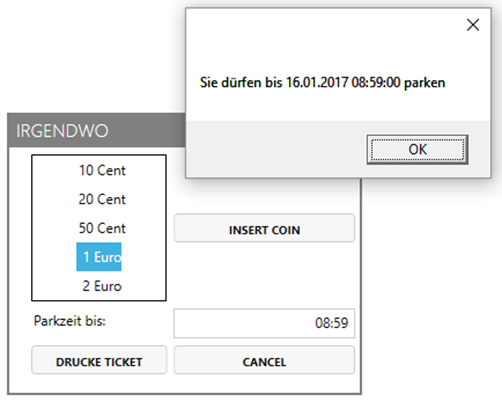 Sie dürfen bis 16.01.2017 08:59:00 parken
OK
IRGENDWO
10 Cent
20 Cent
50 Cent
1 Euro
2 Euro
INSERT COIN
Parkzeit bis:
08:59
DRUCKE TICKET
CANCEL